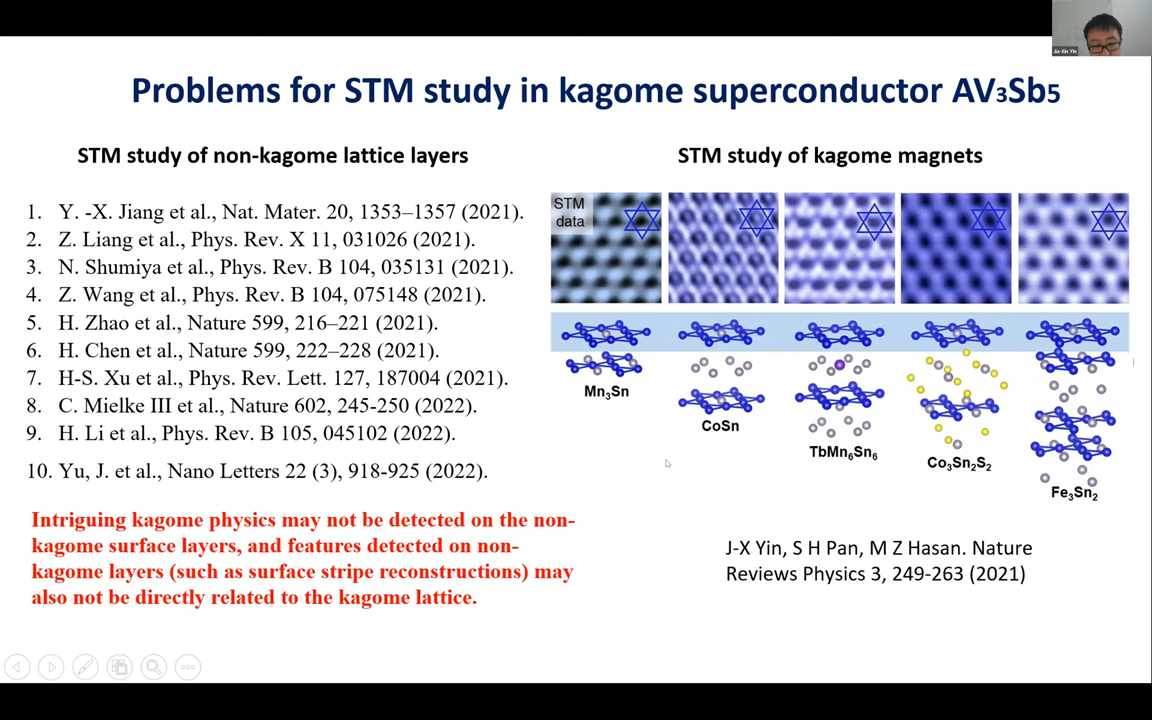 Jia-Xin Yin
Problems for STM study in kagome superconductor AV₃Sb₅
STM study of non-kagome lattice layers
1. Y. -X. Jiang et al., Nat. Mater. 20, 1353–1357 (2021).
2. Z. Liang et al., Phys. Rev. X 11, 031026 (2021).
3. N. Shumiya et al., Phys. Rev. B 104, 035131 (2021).
4. Z. Wang et al., Phys. Rev. B 104, 075148 (2021).
5. H. Zhao et al., Nature 599, 216–221 (2021).
6. H. Chen et al., Nature 599, 222–228 (2021).
7. H-S. Xu et al., Phys. Rev. Lett. 127, 187004 (2021).
8. C. Mielke III et al., Nature 602, 245-250 (2022).
9. H. Li et al., Phys. Rev. B 105, 045102 (2022).
10. Yu, J. et al., Nano Letters 22 (3), 918-925 (2022).
Intriguing kagome physics may not be detected on the non-
kagome surface layers, and features detected on non-
kagome layers (such as surface stripe reconstructions) may
also not be directly related to the kagome lattice.
STM study of kagome magnets
STM
data
Mn₃Sn
CoSn
TbMn₆Sn₆
Co₃Sn₂S₂
Fe₃Sn₂
J-X Yin, S H Pan, M Z Hasan. Nature
Reviews Physics 3, 249-263 (2021)